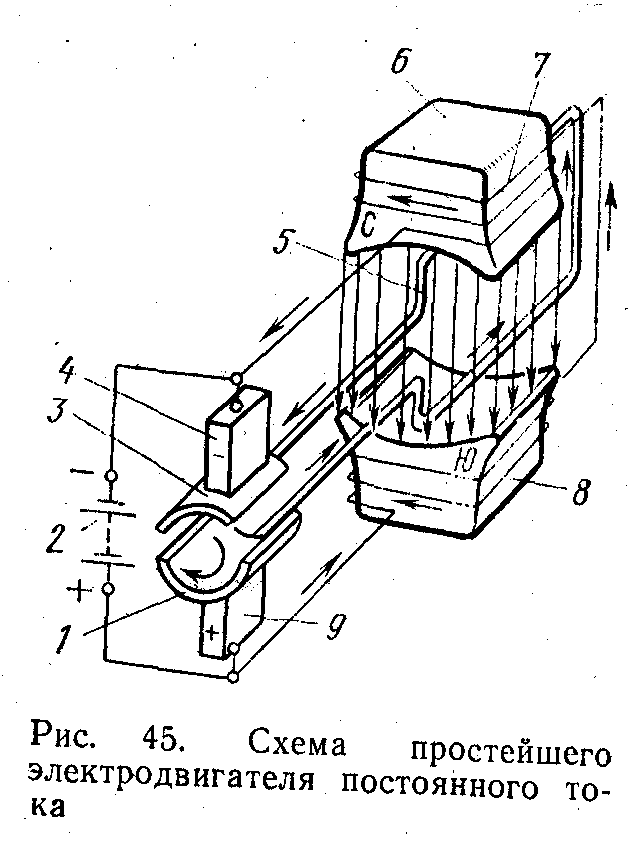 6
7
С
5
4
3
−
−
2
Ю
8
+
1
+
9
Рис. 45. Схема простейшего
электродвигателя постоянного то-
ка